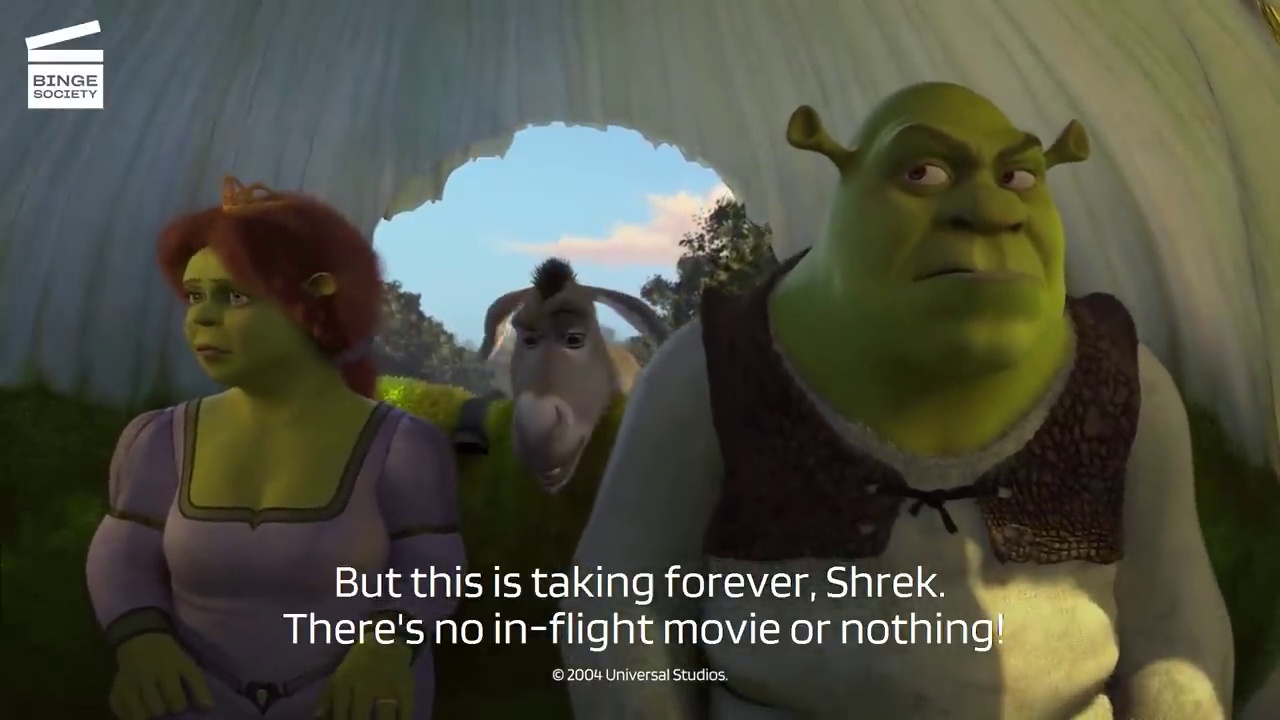 BINGE
SOCIETY
But this is taking forever, Shrek.
There's no in-flight movie or nothing!
© 2004 Universal Studios.